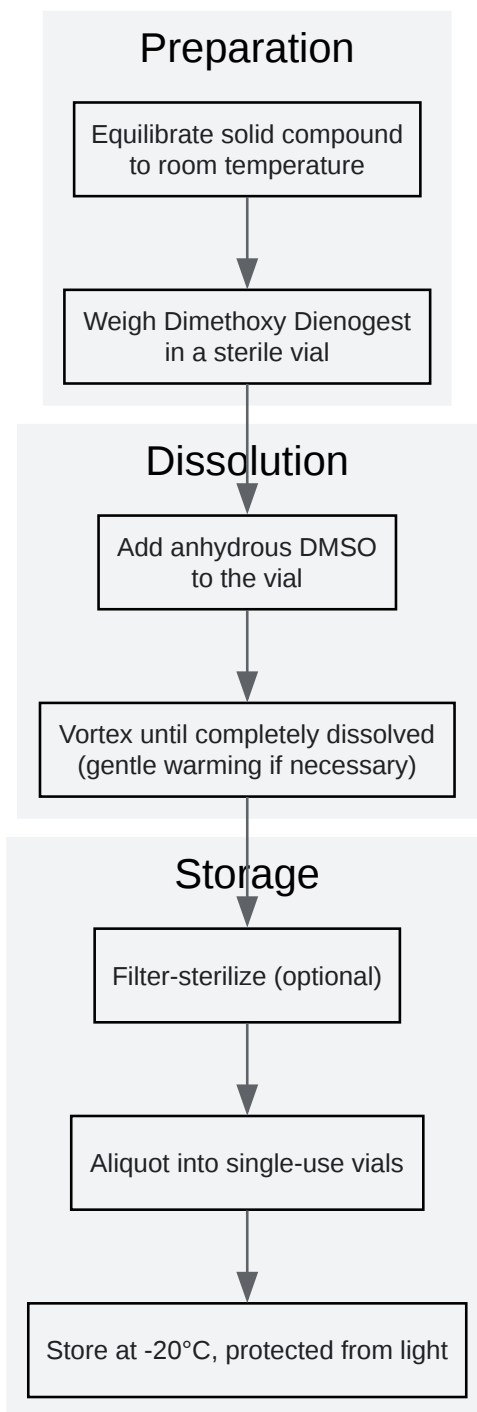 Preparation
Equilibrate solid compound
to room temperature
Weigh Dimethoxy Dienogest
in a sterile vial
Dissolution
Add anhydrous DMSO
to the vial
Vortex until completely dissolved
(gentle warming if necessary)
Storage
Filter-sterilize (optional)
Aliquot into single-use vials
Store at -20°C, protected from light